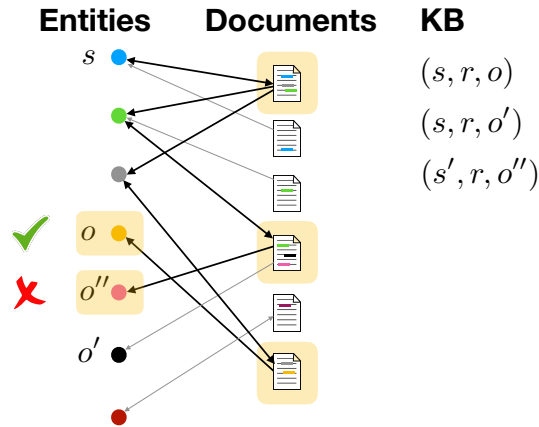 Entities Documents KB
s
(s, r, o)
(s, r, o′)
(s′, r, o′′)
o
o′′
o′